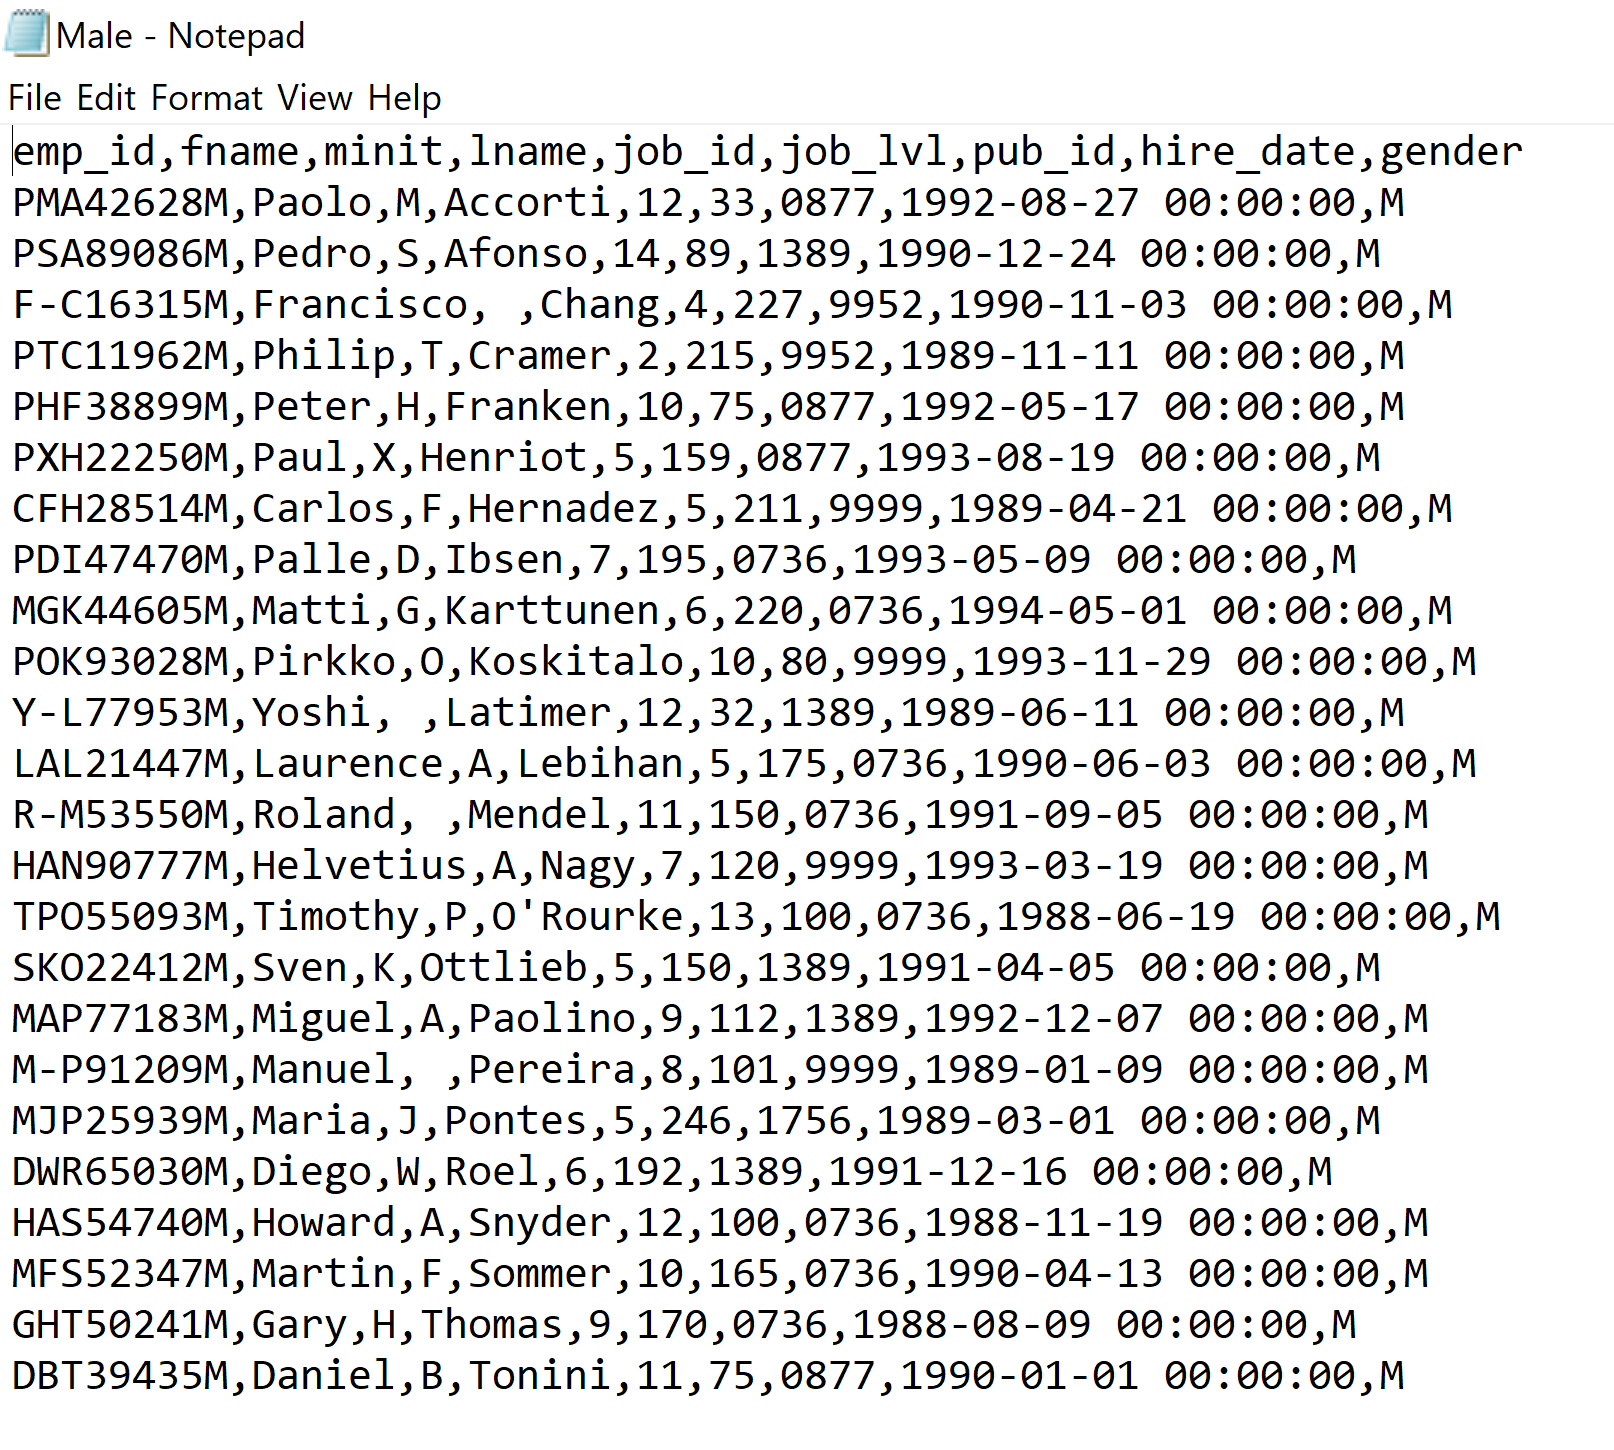 Male - Notepad
File Edit Format View Help
emp_id,fname,minit,lname,job_id,job_lvl,pub_id,hire_date,gender
PMA42628M,Paolo,M,Accorti,12,33,0877,1992-08-27 00:00:00,M
PSA89086M,Pedro,S,Afonso,14,89,1389,1990-12-24 00:00:00,M
F-C16315M,Francisco, ,Chang,4,227,9952,1990-11-03 00:00:00,M
PTC11962M,Philip,T,Cramer,2,215,9952,1989-11-11 00:00:00,M
PHF38899M,Peter,H,Franken,10,75,0877,1992-05-17 00:00:00,M
PXH22250M,Paul,X,Henriot,5,159,0877,1993-08-19 00:00:00,M
CFH28514M,Carlos,F,Hernadez,5,211,9999,1989-04-21 00:00:00,M
PDI47470M,Palle,D,Ibsen,7,195,0736,1993-05-09 00:00:00,M
MGK44605M,Matti,G,Karttunen,6,220,0736,1994-05-01 00:00:00,M
POK93028M,Pirkko,O,Koskitalo,10,80,9999,1993-11-29 00:00:00,M
Y-L77953M,Yoshi, ,Latimer,12,32,1389,1989-06-11 00:00:00,M
LAL21447M,Laurence,A,Lebihan,5,175,0736,1990-06-03 00:00:00,M
R-M53550M,Roland, ,Mendel,11,150,0736,1991-09-05 00:00:00,M
HAN90777M,Helvetius,A,Nagy,7,120,9999,1993-03-19 00:00:00,M
TPO55093M,Timothy,P,O'Rourke,13,100,0736,1988-06-19 00:00:00,M
SKO22412M,Sven,K,Ottlieb,5,150,1389,1991-04-05 00:00:00,M
MAP77183M,Miguel,A,Paolino,9,112,1389,1992-12-07 00:00:00,M
M-P91209M,Manuel, ,Pereira,8,101,9999,1989-01-09 00:00:00,M
MJP25939M,Maria,J,Pontes,5,246,1756,1989-03-01 00:00:00,M
DWR65030M,Diego,W,Roel,6,192,1389,1991-12-16 00:00:00,M
HAS54740M,Howard,A,Snyder,12,100,0736,1988-11-19 00:00:00,M
MFS52347M,Martin,F,Sommer,10,165,0736,1990-04-13 00:00:00,M
GHT50241M,Gary,H,Thomas,9,170,0736,1988-08-09 00:00:00,M
DBT39435M,Daniel,B,Tonini,11,75,0877,1990-01-01 00:00:00,M